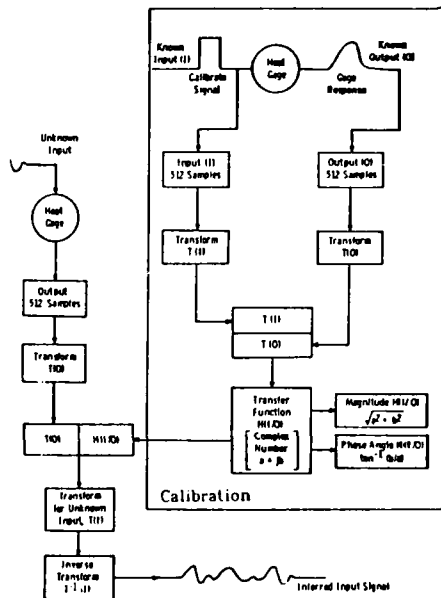 Known
Input (I)
Calibrate
Signal
Heat
Gage
Gage
Response
Known
Output (O)
Input (I)
512 Samples
Output (O)
512 Samples
Transform
T (I)
Transform
T(O)
T (I)
T (O)
Transfer
Function
H(I/O)
Complex
Number
a + jb
Magnitude H(I/O)
√a² + b²
Phase Angle H(I/O)
tan⁻¹ (b/a)
Calibration
Unknown
Input
Heat
Gage
Output
512 Samples
Transform
T(O)
T(O) H(I/O)
Transform
for Unknown
Input, T(I)
Inverse
Transform
Inferred Input Signal